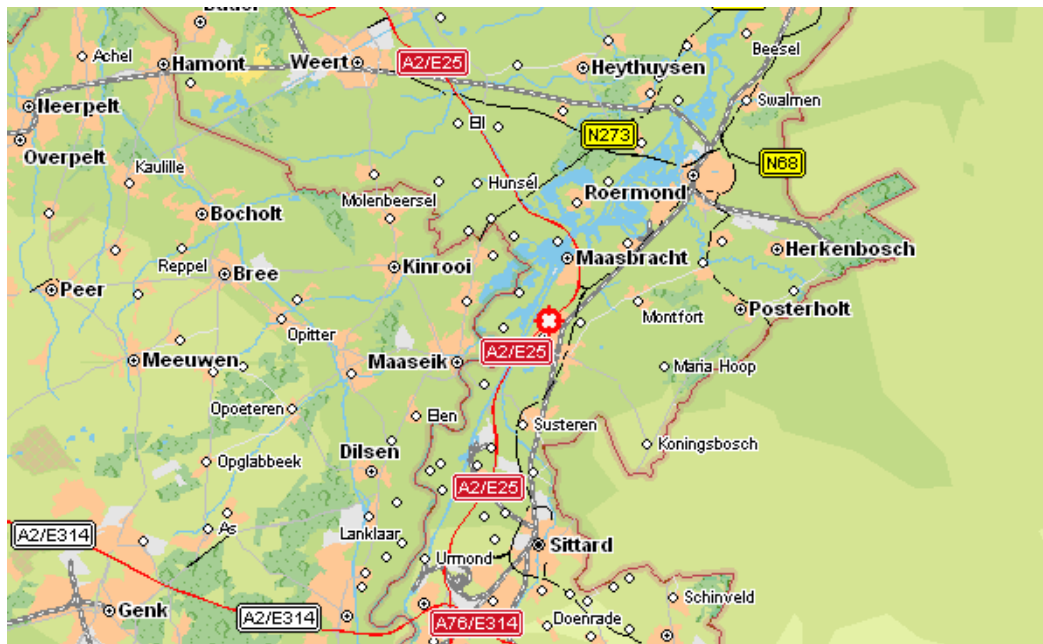 Achel
Hamont
Weert
A2/E25
Heythuysen
Beesel
Neerpelt
Swalmen
Ell
N273
Overpelt
Kaulille
N68
Hunsel
Roermond
Molenbeersel
Bocholt
Herkenbosch
Reppel
Maasbracht
Bree
Kinrooi
Peer
Posterholt
Montfort
Opitter
Meeuwen
Maaseik
A2/E25
Maria Hoop
Opoeteren
Elen
Susteren
Koningsbosch
Opglabbeek
Dilsen
A2/E25
As
Lanklaar
A2/E314
Sittard
Urmond
Schinveld
Genk
A2/E314
A76/E314
Doenrade